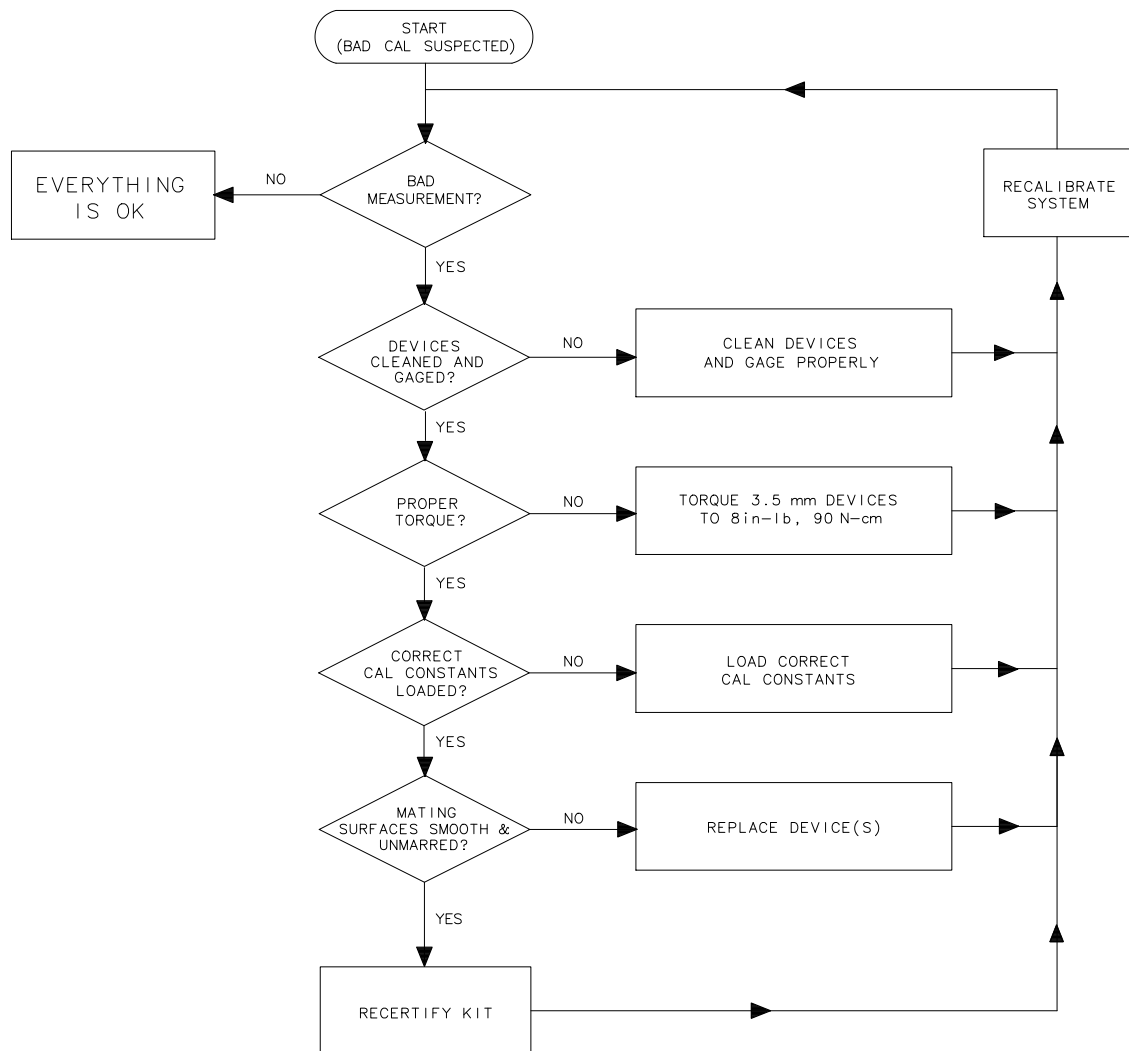 START
(BAD CAL SUSPECTED)
BAD
MEASUREMENT?
NO
EVERYTHING
IS OK
RECALIBRATE
SYSTEM
YES
DEVICES
CLEANED AND
GAGED?
NO
CLEAN DEVICES
AND GAGE PROPERLY
YES
PROPER
TORQUE?
NO
TORQUE 3.5 mm DEVICES
TO 8in-lb, 90 N-cm
YES
CORRECT
CAL CONSTANTS
LOADED?
NO
LOAD CORRECT
CAL CONSTANTS
YES
MATING
SURFACES SMOOTH &
UNMARRED?
NO
REPLACE DEVICE(S)
YES
RECERTIFY KIT